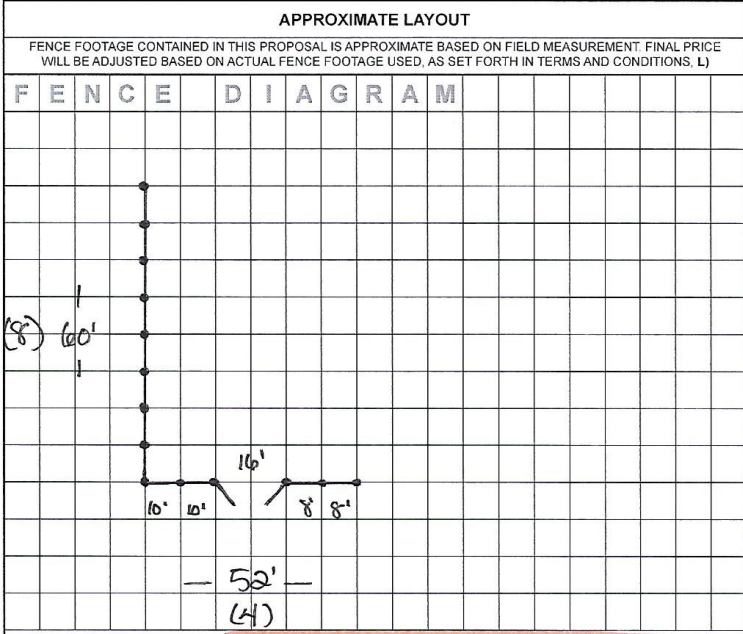 APPROXIMATE LAYOUT
FENCE FOOTAGE CONTAINED IN THIS PROPOSAL IS APPROXIMATE BASED ON FIELD MEASUREMENT. FINAL PRICE
WILL BE ADJUSTED BASED ON ACTUAL FENCE FOOTAGE USED, AS SET FORTH IN TERMS AND CONDITIONS, L)
FENCE DIAGRAM
(8) 60'
16'
10' 10' 8' 8'
52'
(4)